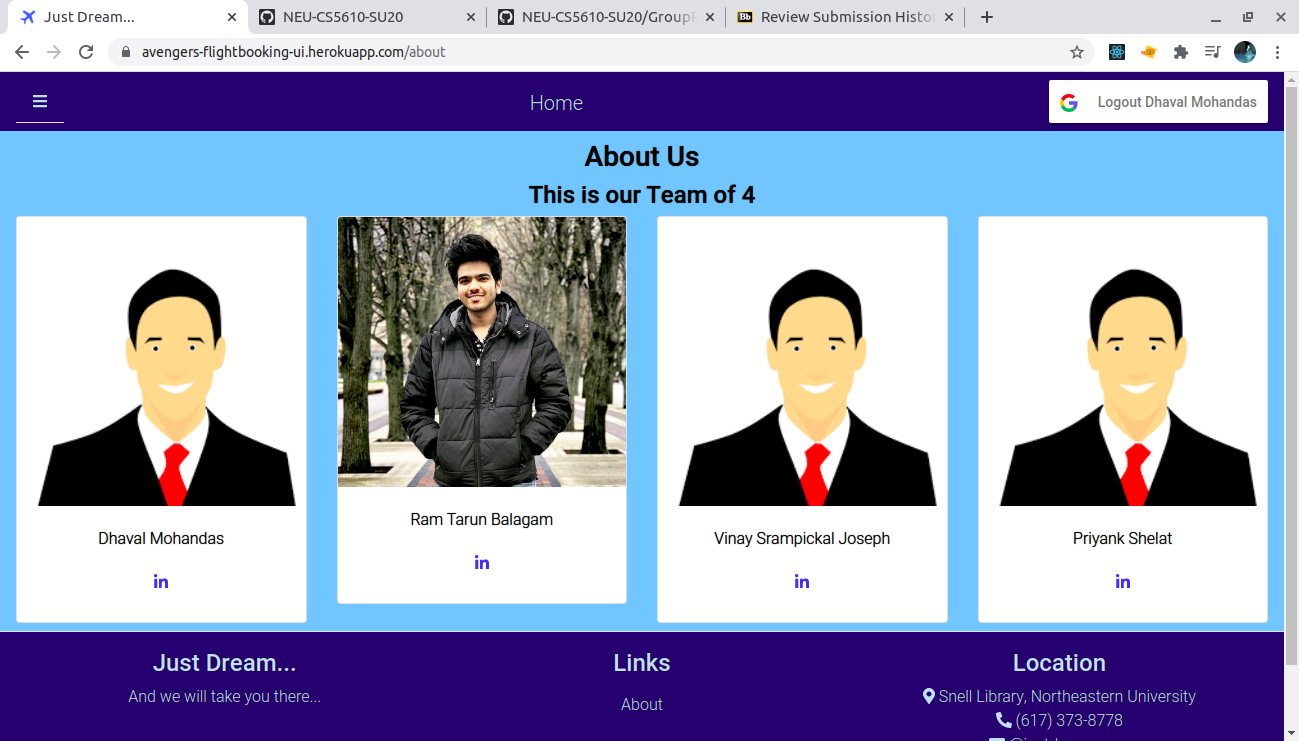 Just Dream...
NEU-CS5610-SU20
NEU-CS5610-SU20/Group
Bb Review Submission Histo
avengers-flightbooking-ui.herokuapp.com/about
Home
Logout Dhaval Mohandas
About Us
This is our Team of 4
Dhaval Mohandas
in
Ram Tarun Balagam
in
Vinay Srampickal Joseph
in
Priyank Shelat
in
Just Dream...
And we will take you there...
Links
About
Location
Snell Library, Northeastern University
(617) 373-8778